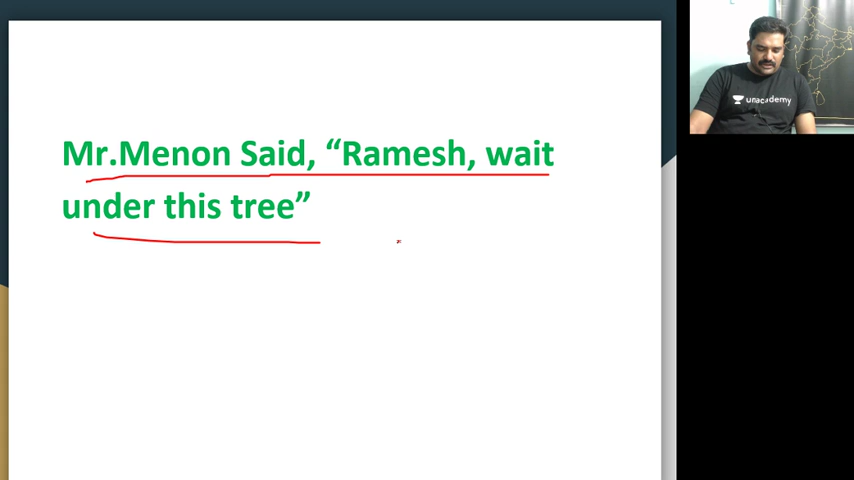 Mr.Menon Said, “Ramesh, wait
under this tree”
unacademy